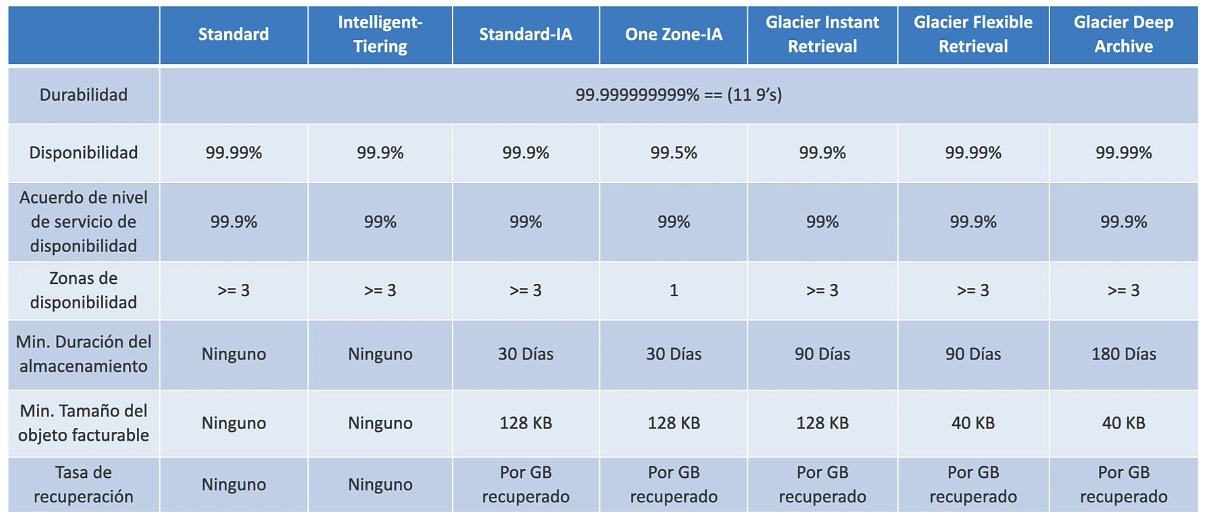 Standard
Intelligent-
Tiering
Standard-IA
One Zone-IA
Glacier Instant
Retrieval
Glacier Flexible
Retrieval
Glacier Deep
Archive
Durabilidad
99.999999999% == (11 9’s)
Disponibilidad
99.99%
99.9%
99.9%
99.5%
99.9%
99.99%
99.99%
Acuerdo de nivel
de servicio de
disponibilidad
99.9%
99%
99%
99%
99%
99.9%
99.9%
Zonas de
disponibilidad
>= 3
>= 3
>= 3
1
>= 3
>= 3
>= 3
Min. Duración del
almacenamiento
Ninguno
Ninguno
30 Días
30 Días
90 Días
90 Días
180 Días
Min. Tamaño del
objeto facturable
Ninguno
Ninguno
128 KB
128 KB
128 KB
40 KB
40 KB
Tasa de
recuperación
Ninguno
Ninguno
Por GB
recuperado
Por GB
recuperado
Por GB
recuperado
Por GB
recuperado
Por GB
recuperado